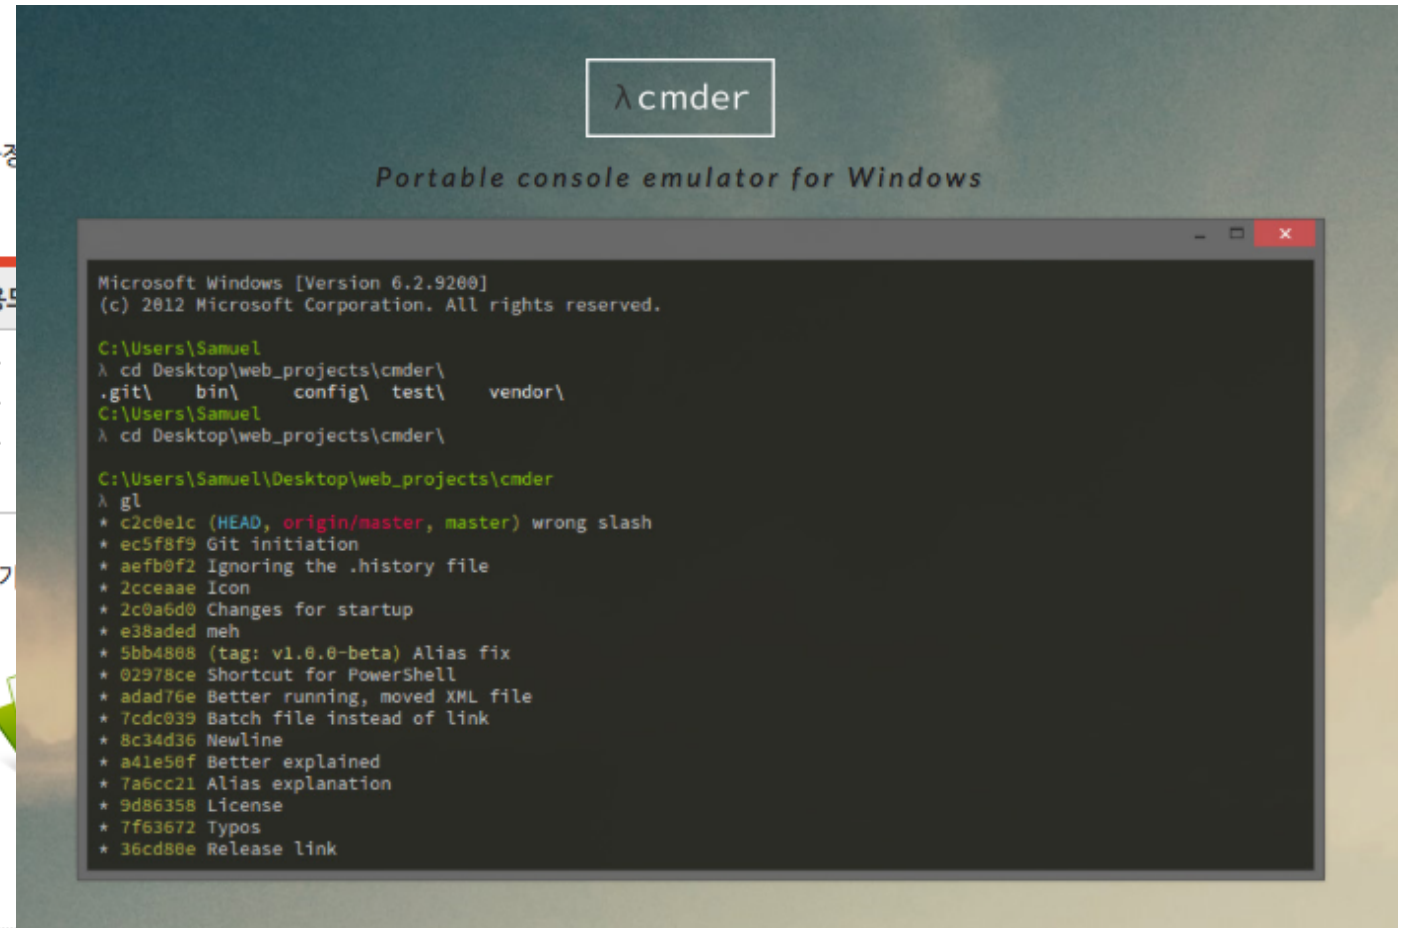 λcmder
Portable console emulator for Windows
Microsoft Windows [Version 6.2.9200]
(c) 2012 Microsoft Corporation. All rights reserved.
C:\Users\Samuel
λ cd Desktop\web_projects\cmder\
.git\ bin\ config\ test\ vendor\
C:\Users\Samuel
λ cd Desktop\web_projects\cmder\
C:\Users\Samuel\Desktop\web_projects\cmder
λ gl
* c2c0e1c (HEAD, origin/master, master) wrong slash
* ec5f8f9 Git initiation
* aefb0f2 Ignoring the .history file
* 2cceaae Icon
* 2c0a6d0 Changes for startup
* e38aded meh
* 5bb4808 (tag: v1.0.0-beta) Alias fix
* 02978ce Shortcut for PowerShell
* adad76e Better running, moved XML file
* 7cdc039 Batch file instead of link
* 8c34d36 Newline
* a41e50f Better explained
* 7a6cc21 Alias explanation
* 9d86358 License
* 7f63672 Typos
* 36cd80e Release link